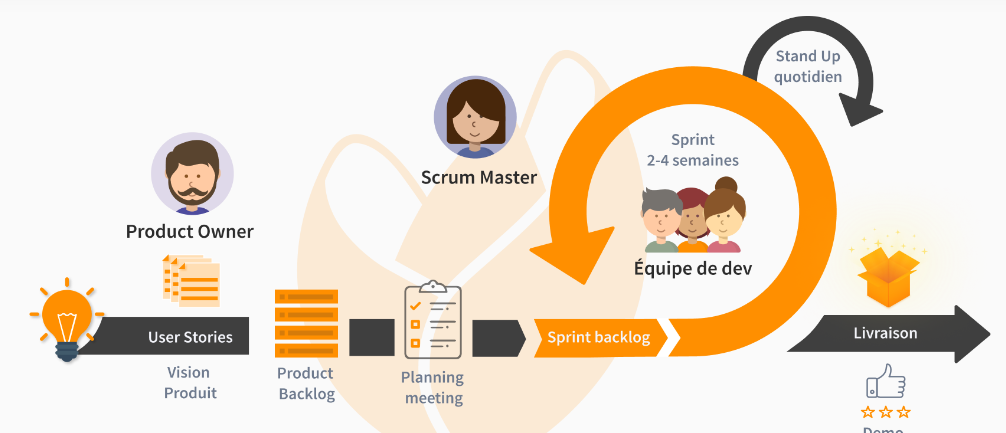 Stand Up
quotidien
Sprint
2-4 semaines
Scrum Master
Product Owner
Équipe de dev
User Stories
Sprint backlog
Livraison
Vision
Produit
Product
Backlog
Planning
meeting
Demo